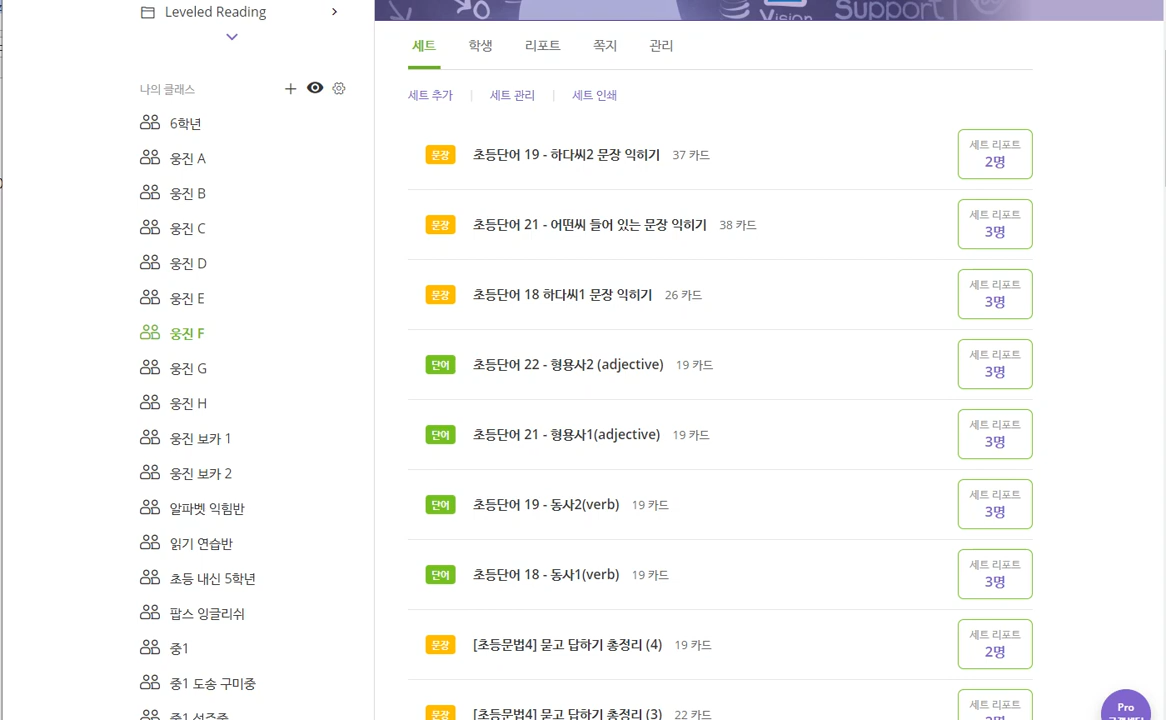 Leveled Reading
나의 클래스
6학년
웅진 A
웅진 B
웅진 C
웅진 D
웅진 E
웅진 F
웅진 G
웅진 H
웅진 보카 1
웅진 보카 2
알파벳 익힘반
읽기 연습반
초등 내신 5학년
팝스 잉글리쉬
중1
중1 도송 구미중
Vision
Support
세트 학생 리포트 쪽지 관리
세트 추가 | 세트 관리 | 세트 인쇄
문장 초등단어 19 - 하다씨2 문장 익히기 37 카드
세트 리포트
2명
문장 초등단어 21 - 어떤씨 들어 있는 문장 익히기 38 카드
세트 리포트
3명
문장 초등단어 18 하다씨1 문장 익히기 26 카드
세트 리포트
3명
단어 초등단어 22 - 형용사2 (adjective) 19 카드
세트 리포트
3명
단어 초등단어 21 - 형용사1(adjective) 19 카드
세트 리포트
3명
단어 초등단어 19 - 동사2(verb) 19 카드
세트 리포트
3명
단어 초등단어 18 - 동사1(verb) 19 카드
세트 리포트
3명
문장 [초등문법4] 묻고 답하기 총정리 (4) 19 카드
세트 리포트
2명
문장 [초등문법4] 묻고 답하기 총정리 (3) 22 카드
세트 리포트
Pro